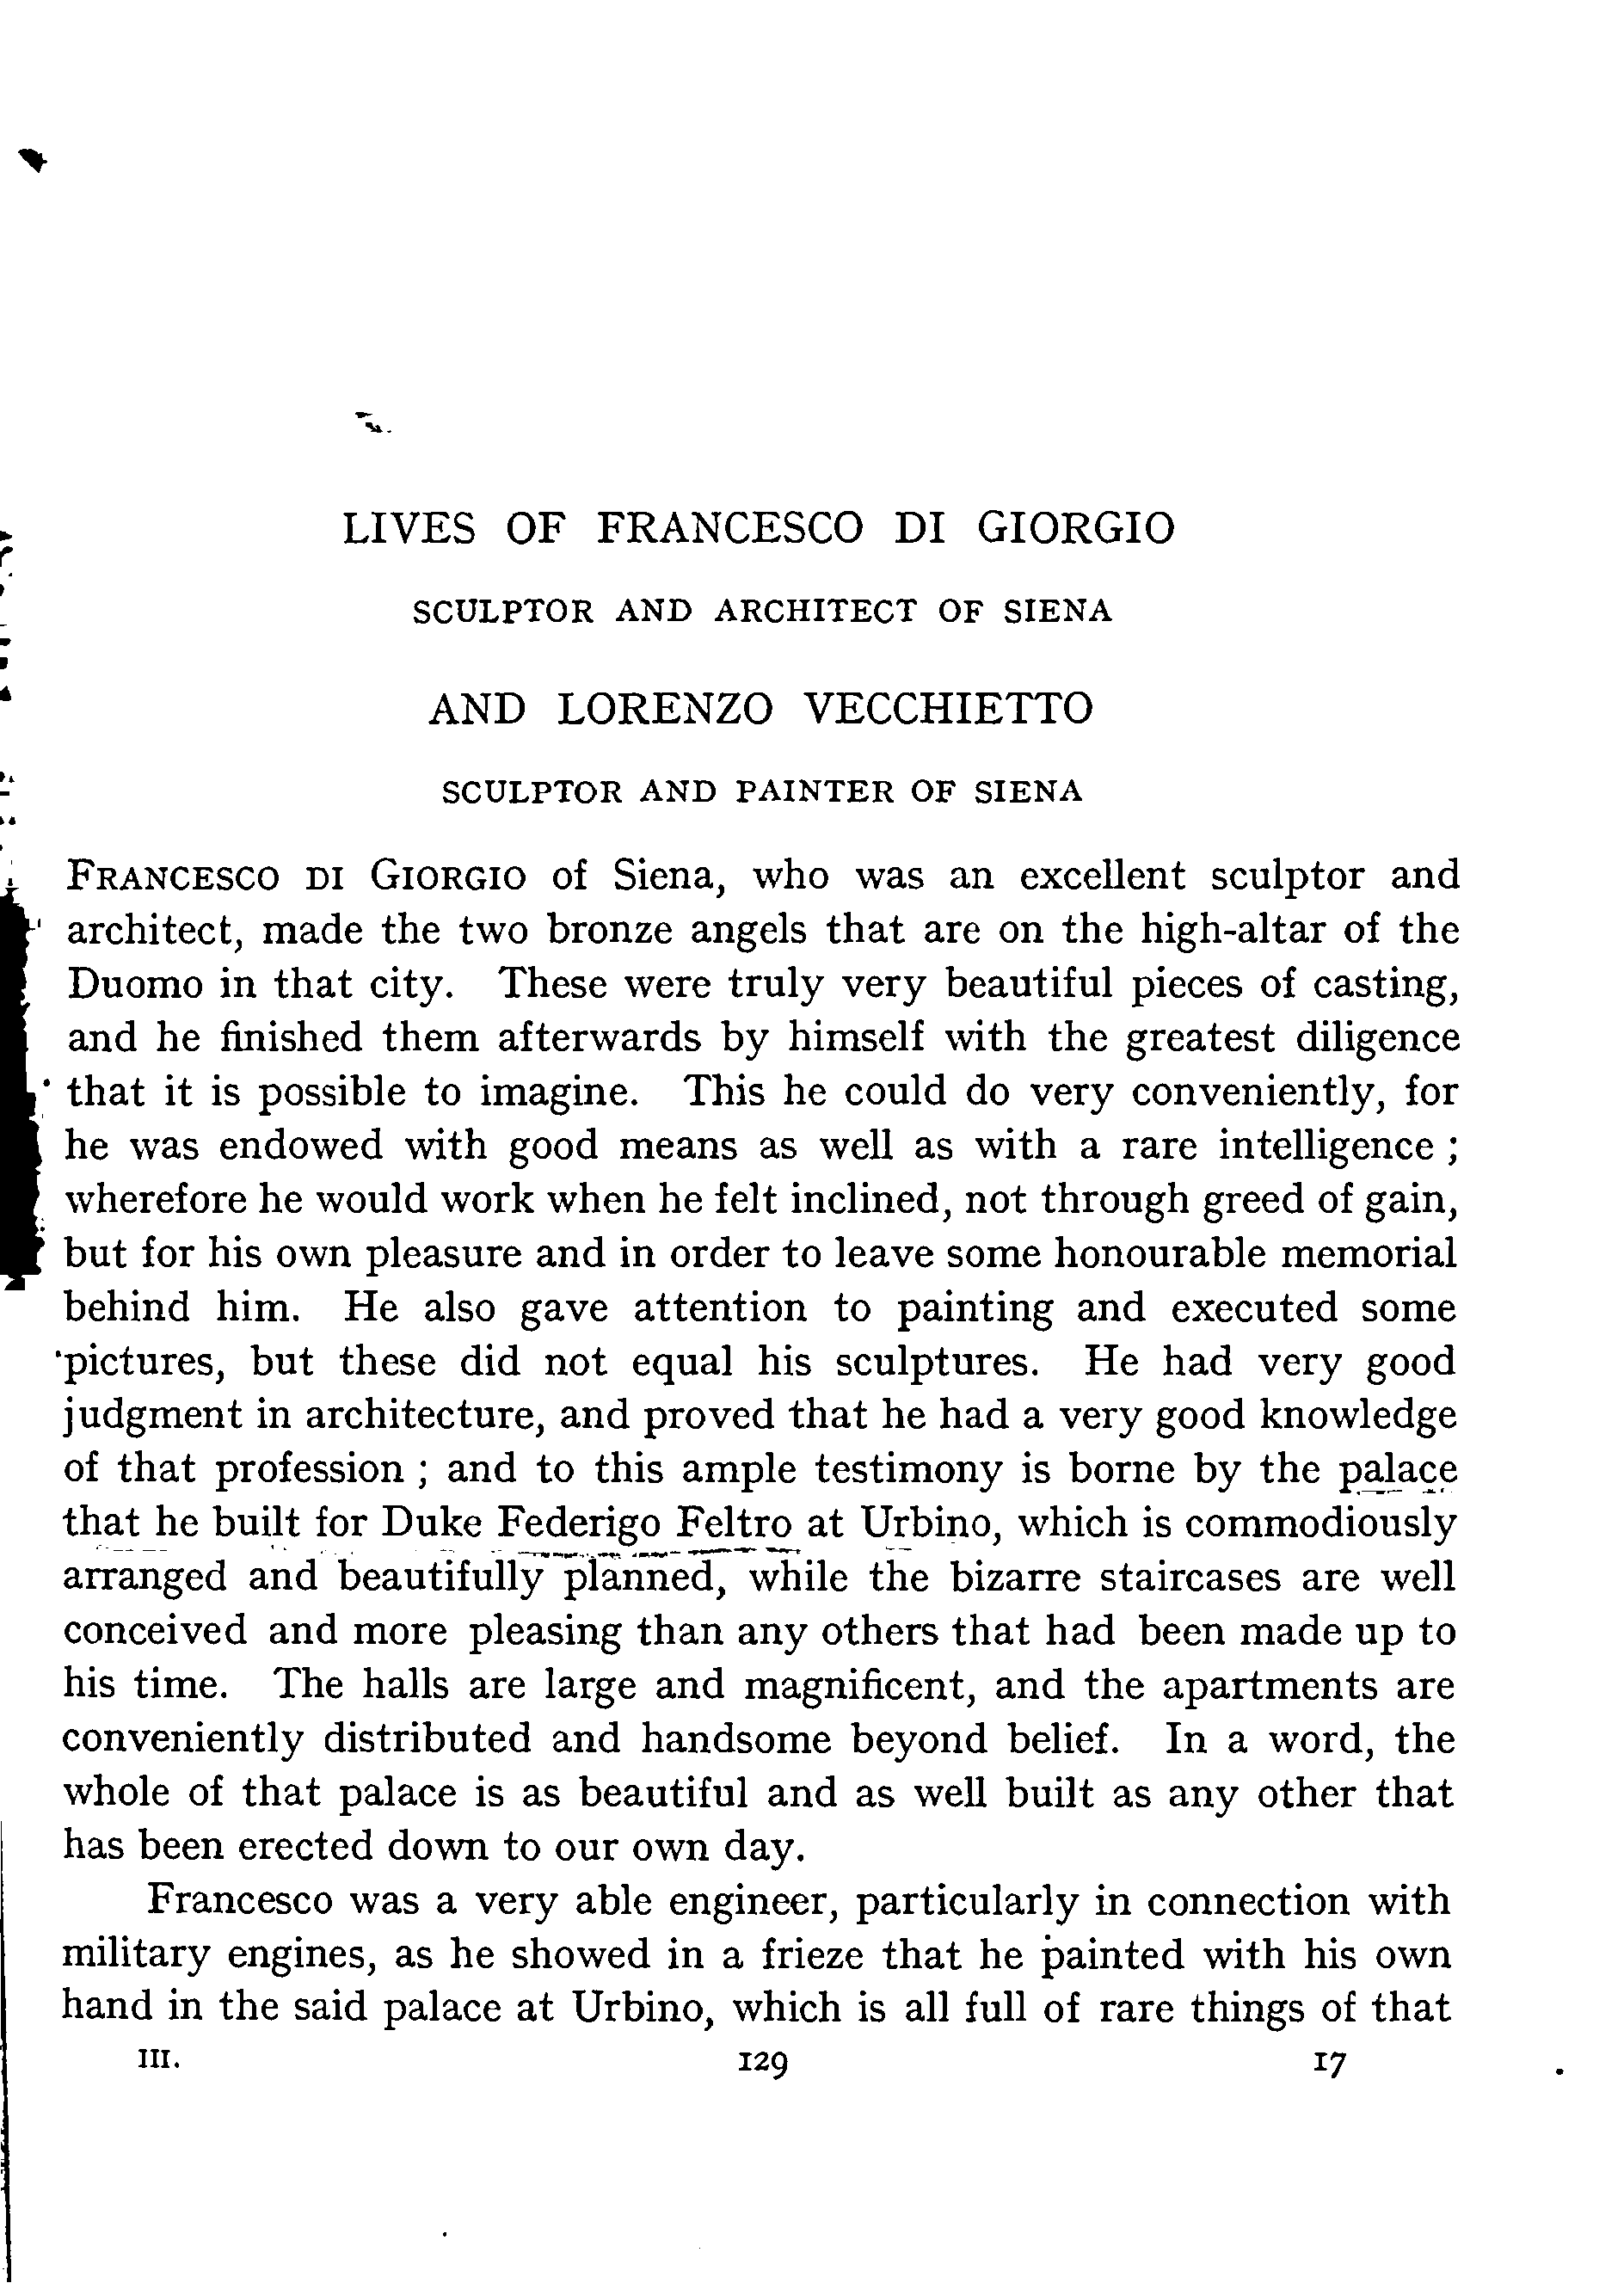 LIVES OF FRANCESCO DI GIORGIO
SCULPTOR AND ARCHITECT OF SIENA
AND LORENZO VECCHIETTO
SCULPTOR AND PAINTER OF SIENA
FRANCESCO DI GIORGIO of Siena, who was an excellent sculptor and
architect, made the two bronze angels that are on the high-altar of the
Duomo in that city. These were truly very beautiful pieces of casting,
and he finished them afterwards by himself with the greatest diligence
that it is possible to imagine. This he could do very conveniently, for
he was endowed with good means as well as with a rare intelligence ;
wherefore he would work when he felt inclined, not through greed of gain,
but for his own pleasure and in order to leave some honourable memorial
behind him. He also gave attention to painting and executed some
pictures, but these did not equal his sculptures. He had very good
judgment in architecture, and proved that he had a very good knowledge
of that profession ; and to this ample testimony is borne by the palace
that he built for Duke Federigo Feltro at Urbino, which is commodiously
arranged and beautifully planned, while the bizarre staircases are well
conceived and more pleasing than any others that had been made up to
his time. The halls are large and magnificent, and the apartments are
conveniently distributed and handsome beyond belief. In a word, the
whole of that palace is as beautiful and as well built as any other that
has been erected down to our own day.
Francesco was a very able engineer, particularly in connection with
military engines, as he showed in a frieze that he painted with his own
hand in the said palace at Urbino, which is all full of rare things of that
III. 129 17